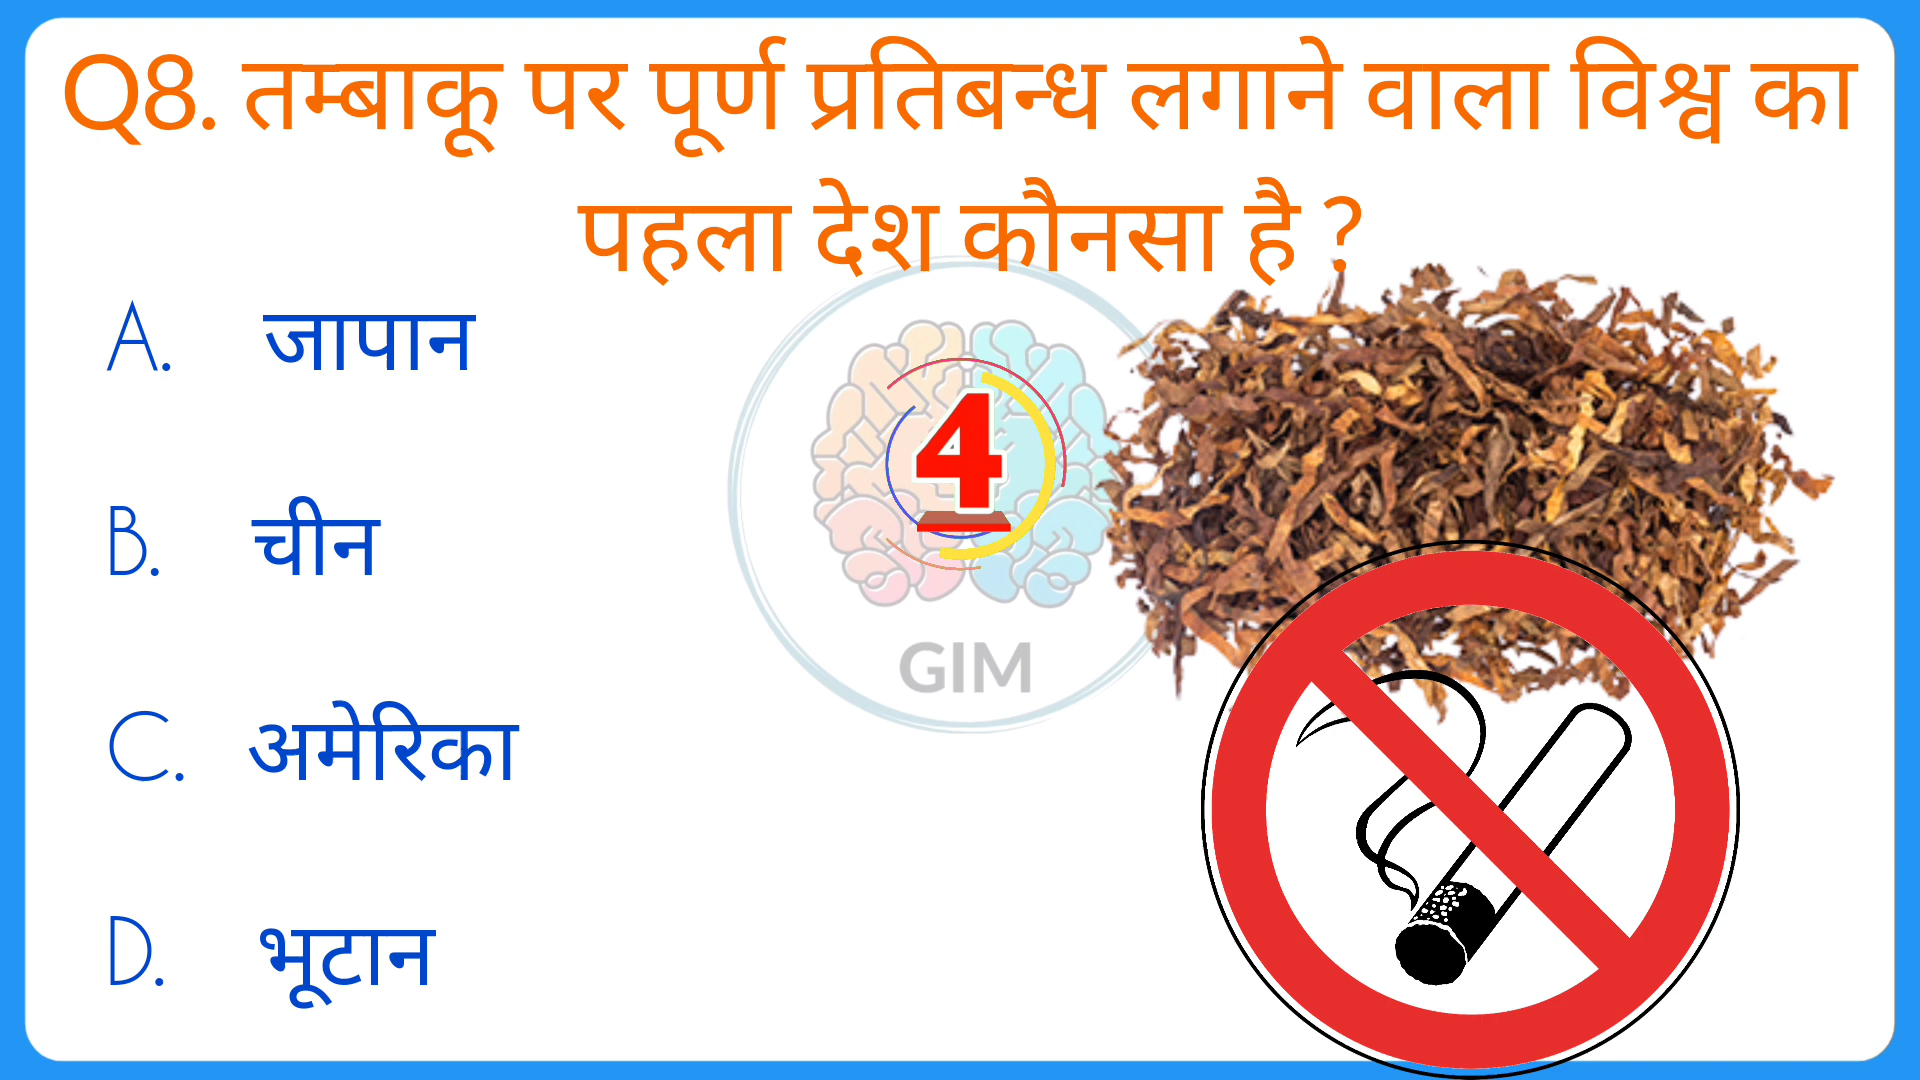 Q8. तम्बाकू पर पूर्ण प्रतिबन्ध लगाने वाला विश्व का
पहला देश कौनसा है ?
A. जापान
4
B. चीन
GIM
C. अमेरिका
D. भूटान